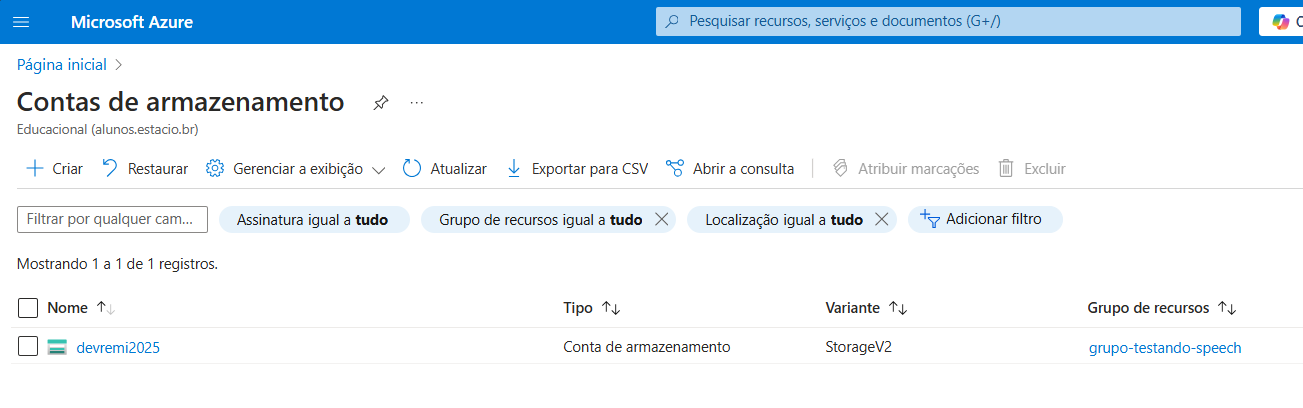 Microsoft Azure
Pesquisar recursos, serviços e documentos (G+/)
Página inicial
Contas de armazenamento
Educacional (alunos.estacio.br)
Criar Restaurar Gerenciar a exibição Atualizar Exportar para CSV Abrir a consulta Atribuir marcações Excluir
Filtrar por qualquer cam... Assinatura igual a tudo Grupo de recursos igual a tudo Localização igual a tudo Adicionar filtro
Mostrando 1 a 1 de 1 registros.
Nome Tipo Variante Grupo de recursos
devremi2025 Conta de armazenamento StorageV2 grupo-testando-speech